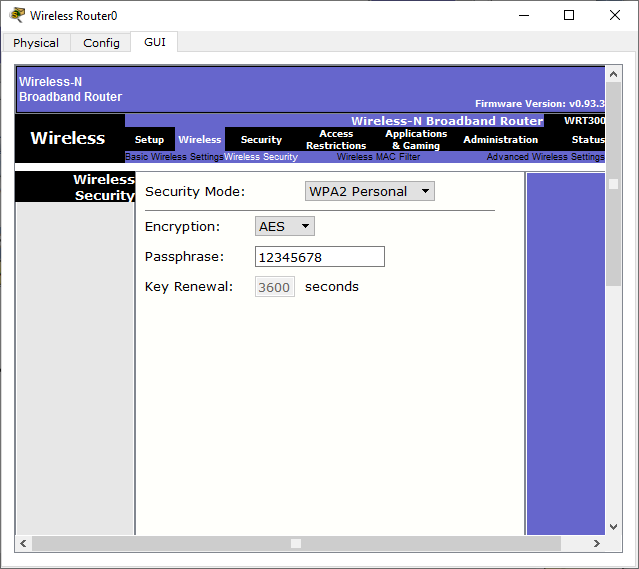 Wireless Router0
Physical Config GUI
Wireless-N
Broadband Router
Firmware Version: v0.93.3
Wireless-N Broadband Router WRT300
Wireless
Setup Wireless Security Access Restrictions Applications & Gaming Administration Status
Basic Wireless Settings Wireless Security Wireless MAC Filter Advanced Wireless Settings
Wireless
Security
Security Mode: WPA2 Personal
Encryption: AES
Passphrase: 12345678
Key Renewal: 3600 seconds